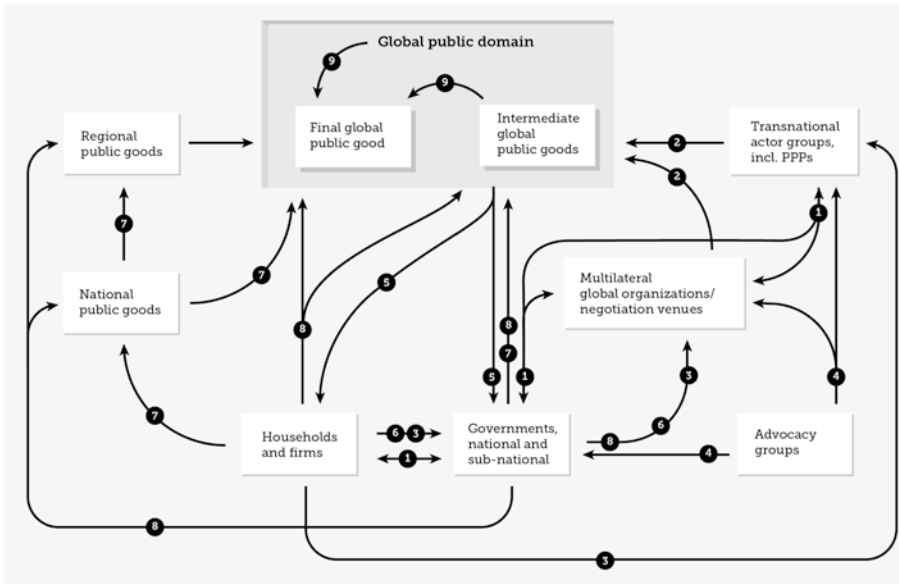 Global public domain
9
9
Final global
public good
Intermediate
global
public goods
Regional
public goods
Transnational
actor groups,
incl. PPPs
2
2
1
7
National
public goods
7
5
Multilateral
global organizations/
negotiation venues
8
8
7
5
1
3
4
7
6
8
Households
and firms
6 3
1
Governments,
national and
sub-national
4
Advocacy
groups
8
3